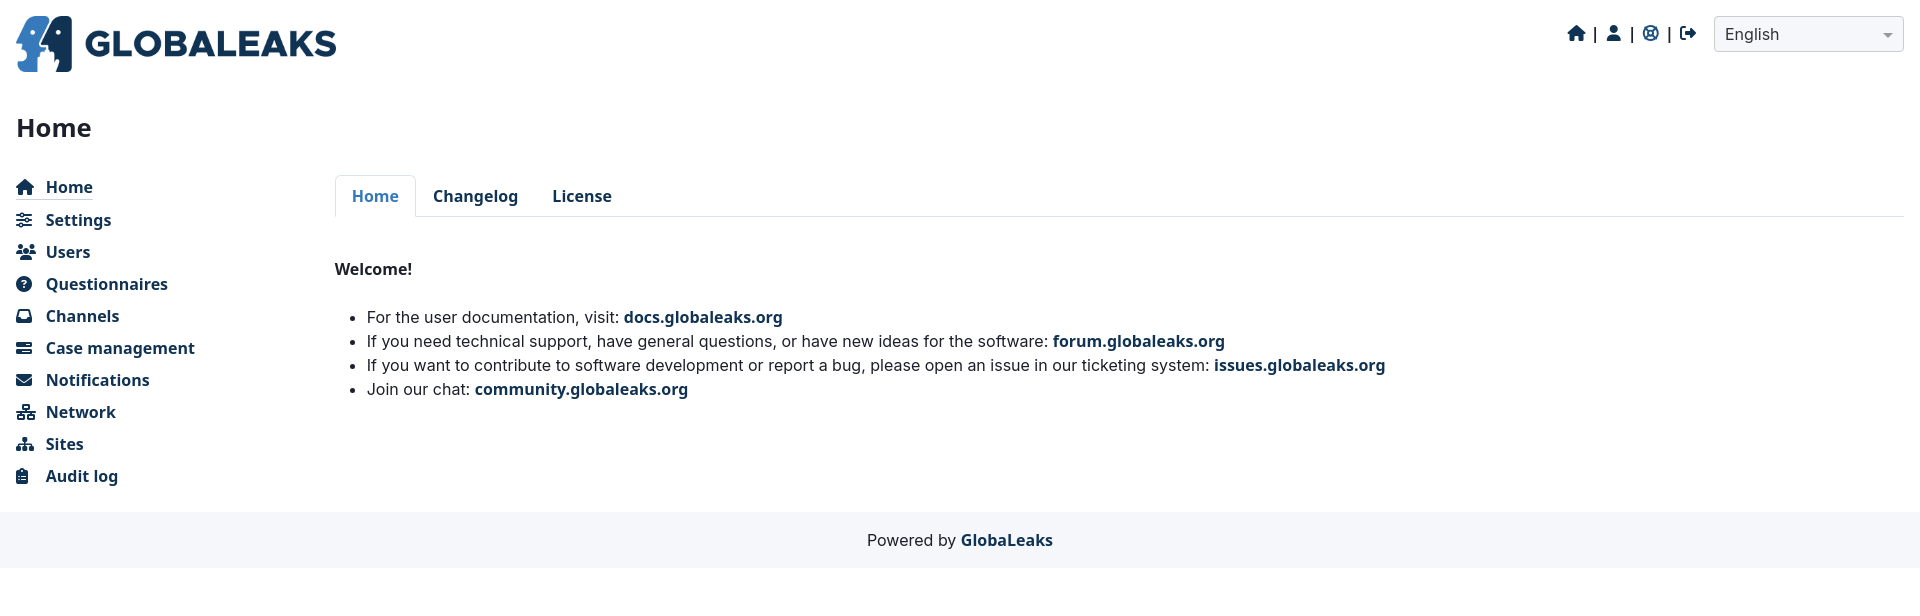 GLOBALEAKS
| | |
English
Home
Home
Settings
Users
Questionnaires
Channels
Case management
Notifications
Network
Sites
Audit log
Home Changelog License
Welcome!
• For the user documentation, visit: docs.globaleaks.org
• If you need technical support, have general questions, or have new ideas for the software: forum.globaleaks.org
• If you want to contribute to software development or report a bug, please open an issue in our ticketing system: issues.globaleaks.org
• Join our chat: community.globaleaks.org
Powered by GlobaLeaks